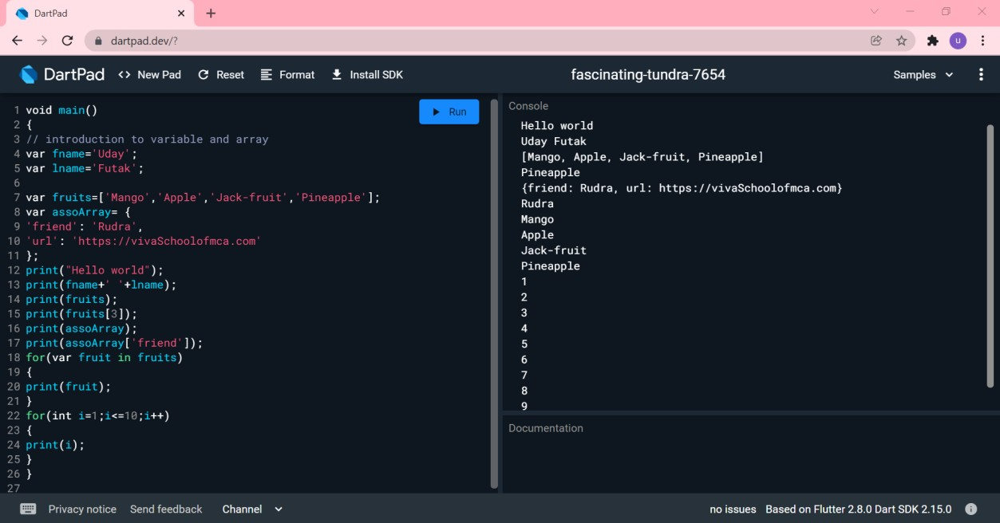 DartPad
dartpad.dev/?
u
DartPad
New Pad
Reset
Format
Install SDK
fascinating-tundra-7654
Samples
1 void main()
2 {
3 // introduction to variable and array
4 var fname='Uday';
5 var lname='Futak';
6
7 var fruits=['Mango','Apple','Jack-fruit','Pineapple'];
8 var assoArray= {
9 'friend': 'Rudra',
10 'url': 'https://vivaSchoolofmca.com'
11 };
12 print("Hello world");
13 print(fname+' '+lname);
14 print(fruits);
15 print(fruits[3]);
16 print(assoArray);
17 print(assoArray['friend']);
18 for(var fruit in fruits)
19 {
20 print(fruit);
21 }
22 for(int i=1;i<=10;i++)
23 {
24 print(i);
25 }
26 }
27
Run
Console
Hello world
Uday Futak
[Mango, Apple, Jack-fruit, Pineapple]
Pineapple
{friend: Rudra, url: https://vivaSchoolofmca.com}
Rudra
Mango
Apple
Jack-fruit
Pineapple
1
2
3
4
5
6
7
8
9
Documentation
Privacy notice
Send feedback
Channel
no issues
Based on Flutter 2.8.0 Dart SDK 2.15.0